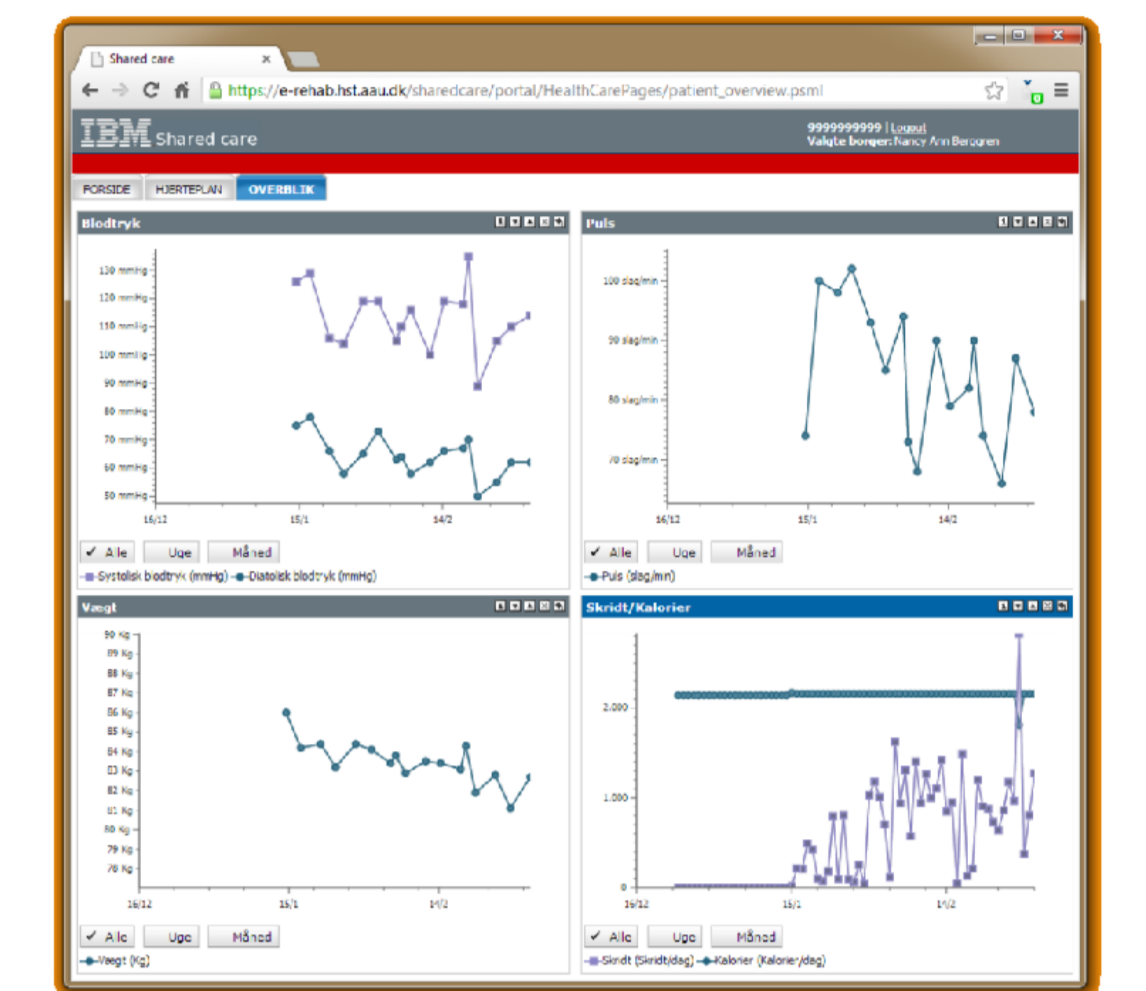 Shared care
https://e-rehab.hst.aau.dk/sharedcare/portal/HealthCarePages/patient_overview.psml
IBM Shared care
9999999999 | Logout
Valgte borger: Nancy Ann Berggren
FORSIDE HJERTEPLAN OVERBLIK
Blodtryk
130 mmHg
120 mmHg
110 mmHg
100 mmHg
90 mmHg
80 mmHg
70 mmHg
60 mmHg
50 mmHg
16/12 15/1 14/2
✓ Alle Uge Måned
Systolisk blodtryk (mmHg) Diatolisk blodtryk (mmHg)
Puls
100 slag/min
90 slag/min
80 slag/min
70 slag/min
16/12 15/1 14/2
✓ Alle Uge Måned
Puls (slag/min)
Vægt
90 Kg
89 Kg
88 Kg
87 Kg
86 Kg
85 Kg
84 Kg
83 Kg
82 Kg
81 Kg
80 Kg
79 Kg
78 Kg
16/12 15/1 14/2
✓ Alle Uge Måned
Vægt (Kg)
Skridt/Kalorier
2.000
1.000
0
16/12 15/1 14/2
✓ Alle Uge Måned
Skridt (Skridt/dag) Kalorier (Kalorier/dag)